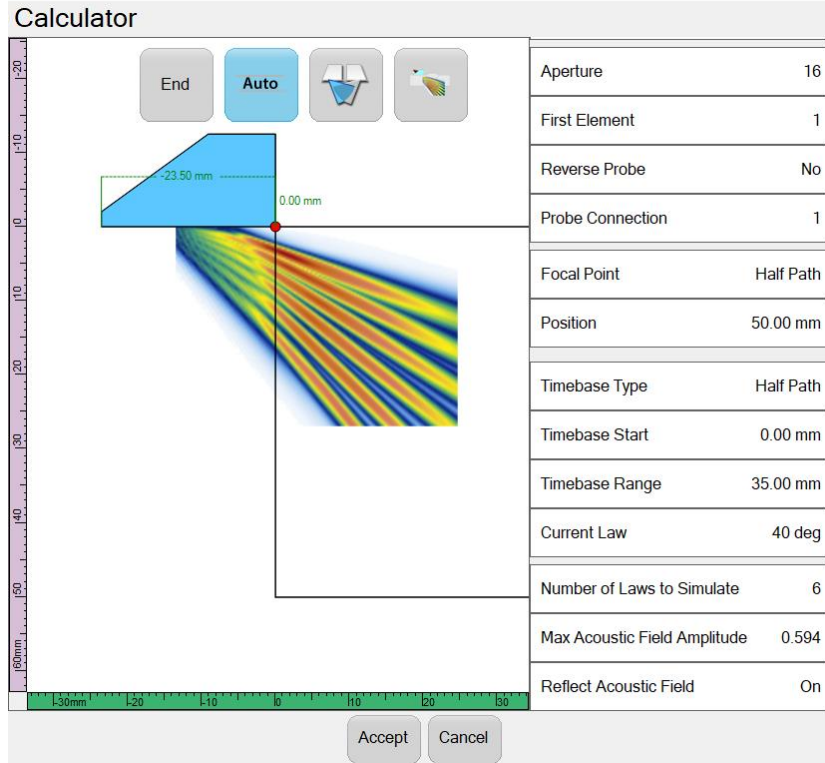 Calculator
End
Auto
-23.50 mm
0.00 mm
-20
-10
0
10
20
30
40
50
60mm
-30mm
-20
-10
0
10
20
30
Aperture 16
First Element 1
Reverse Probe No
Probe Connection 1
Focal Point Half Path
Position 50.00 mm
Timebase Type Half Path
Timebase Start 0.00 mm
Timebase Range 35.00 mm
Current Law 40 deg
Number of Laws to Simulate 6
Max Acoustic Field Amplitude 0.594
Reflect Acoustic Field On
Accept
Cancel